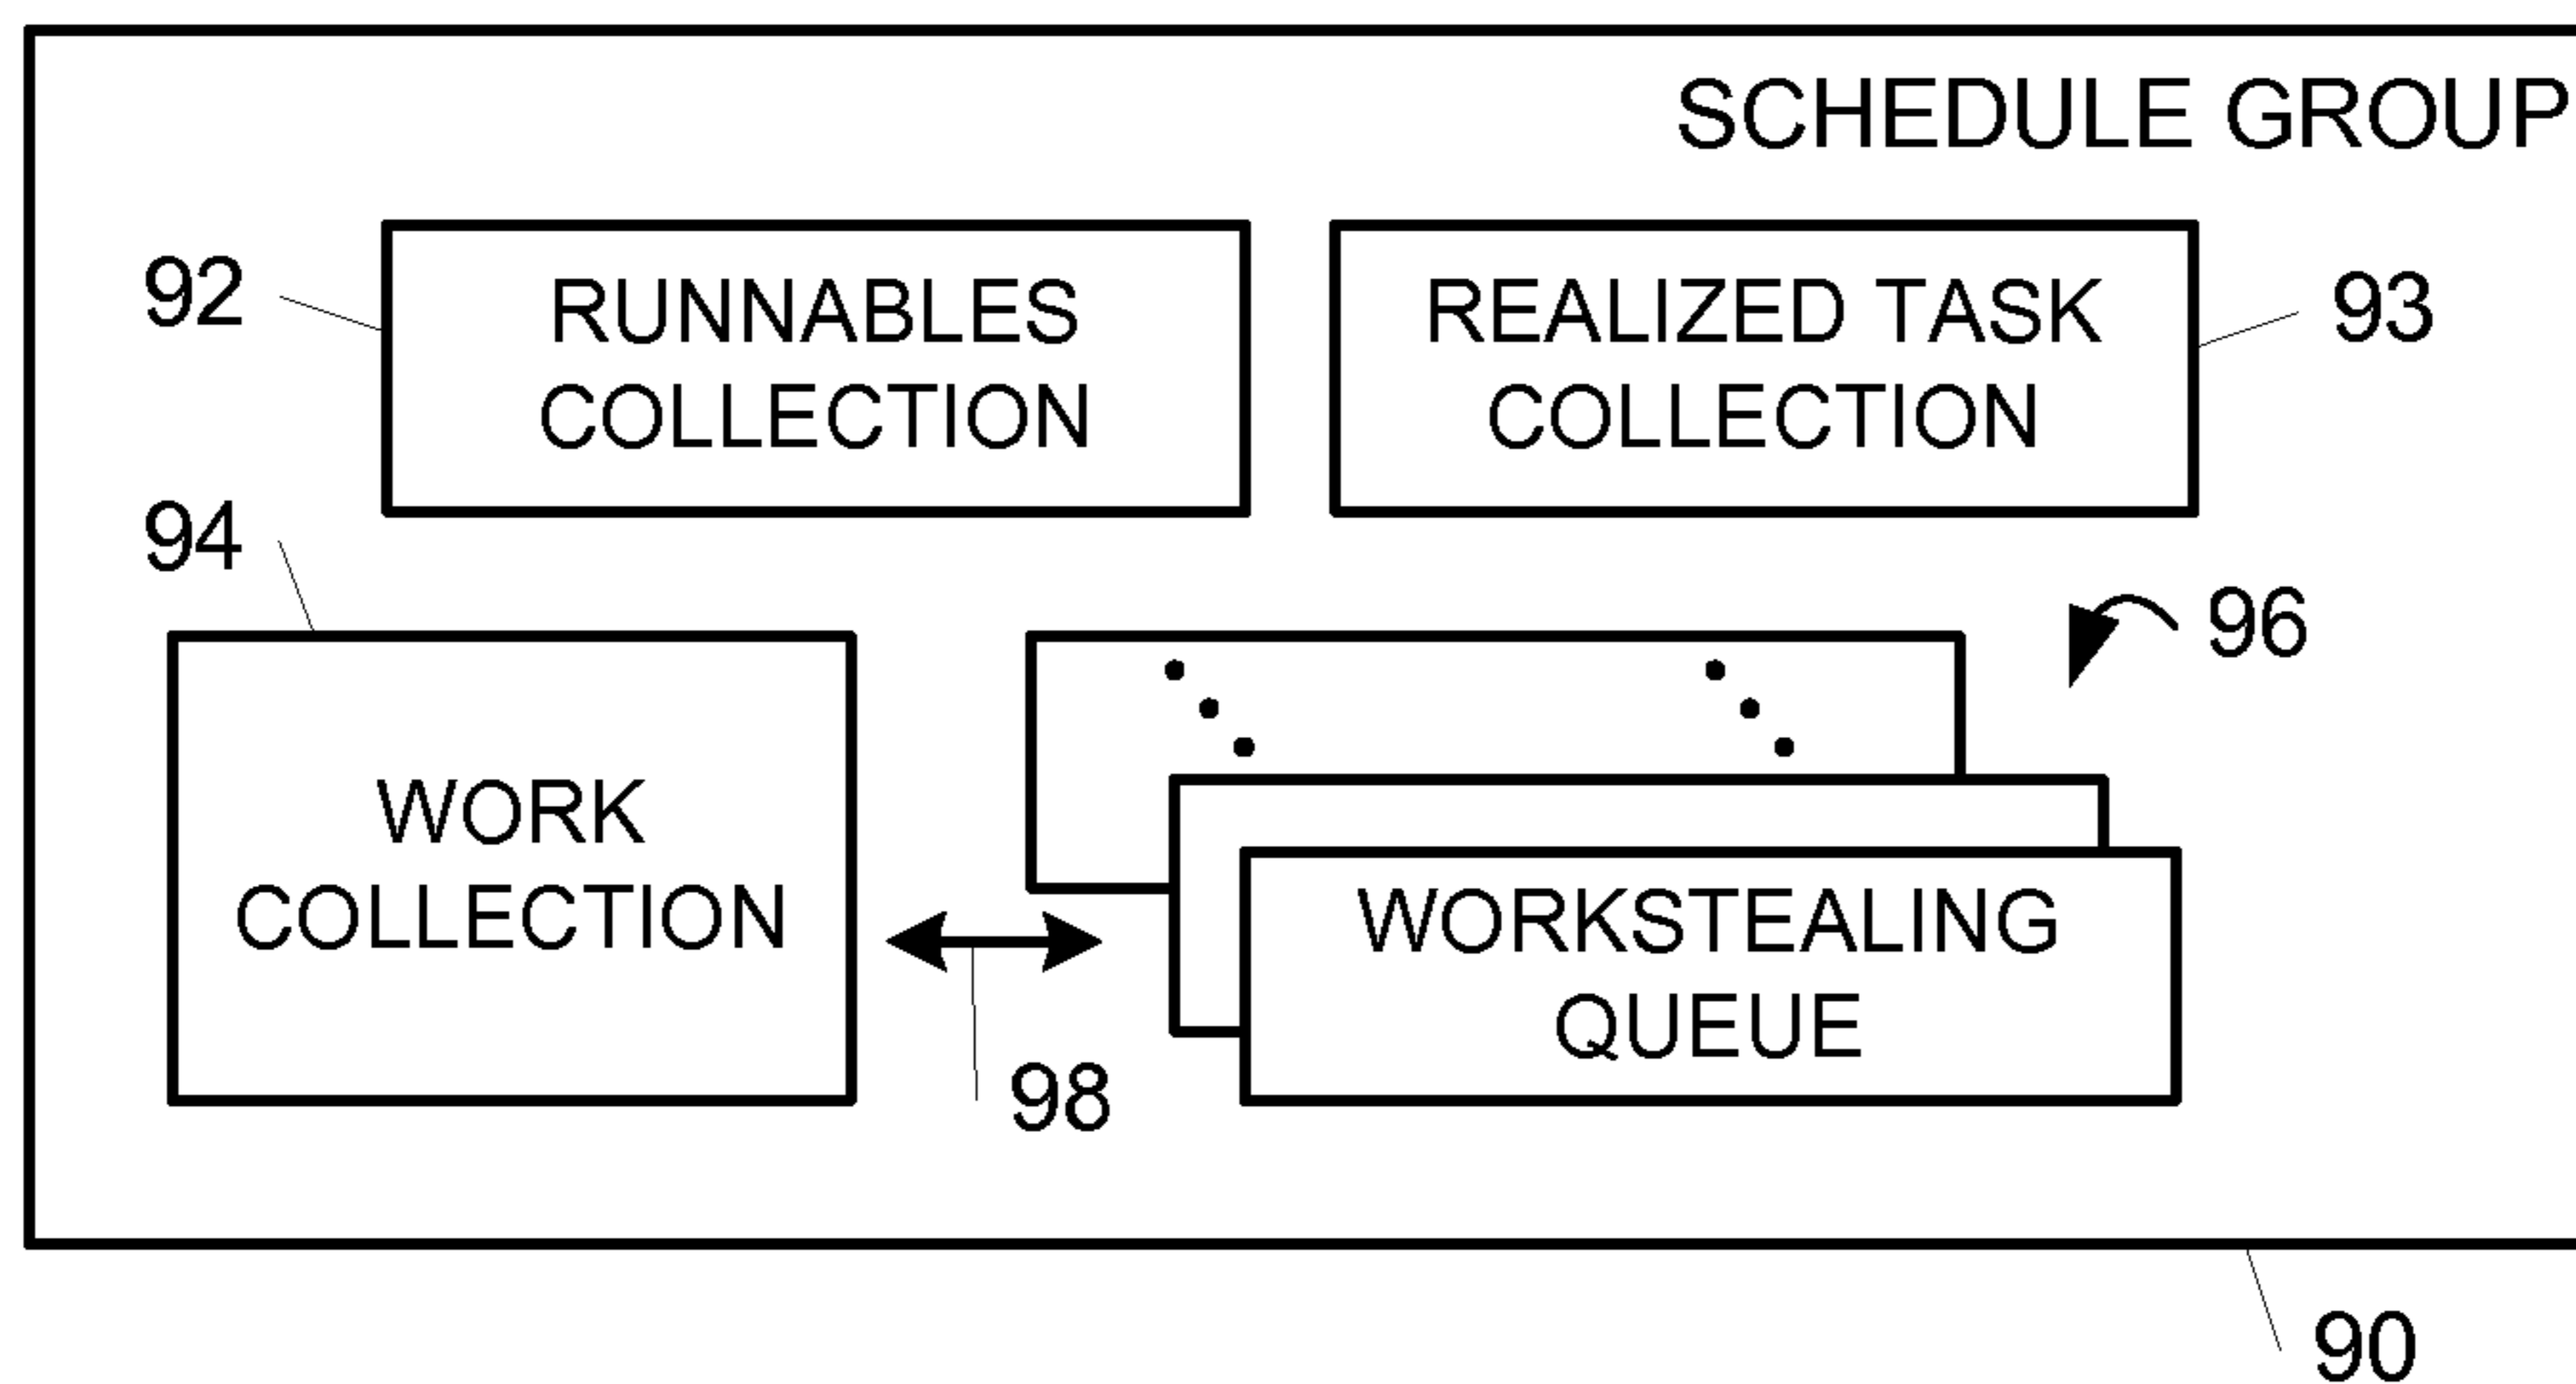 SCHEDULE GROUP
92
RUNNABLES
COLLECTION
REALIZED TASK
COLLECTION
93
94
96
WORK
COLLECTION
WORKSTEALING
QUEUE
98
90